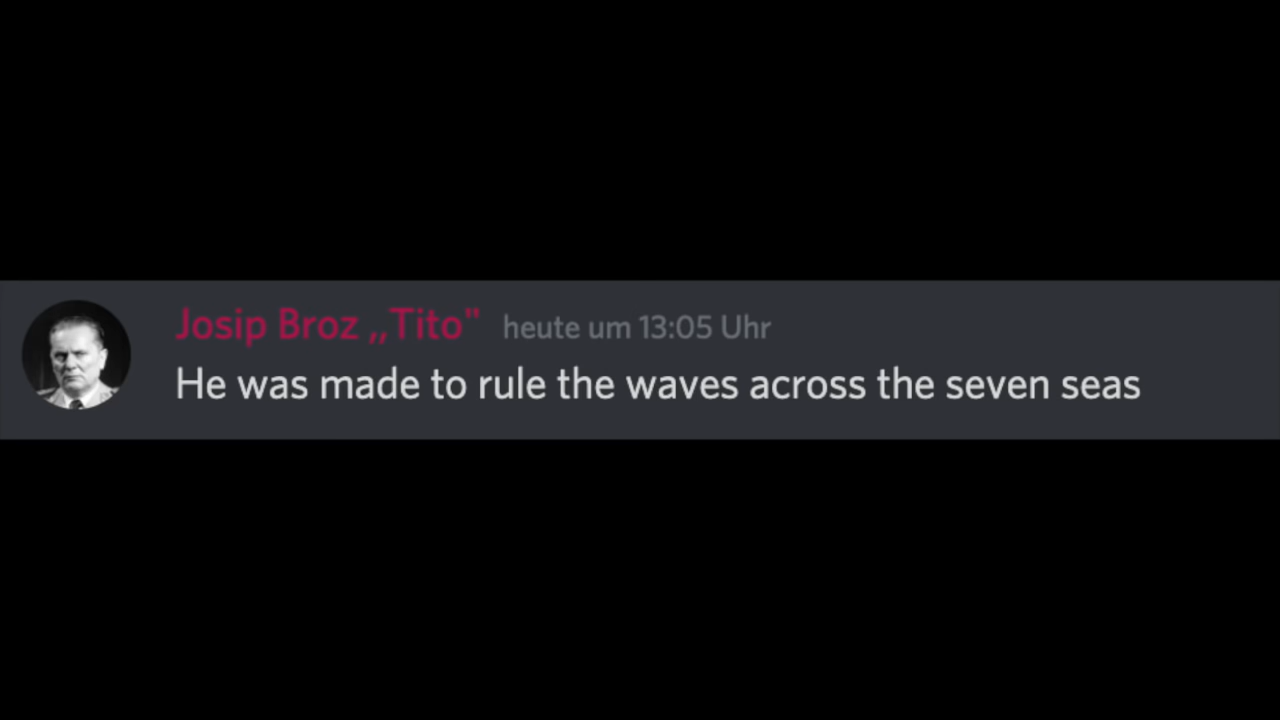 Josip Broz ,,Tito" heute um 13:05 Uhr
He was made to rule the waves across the seven seas